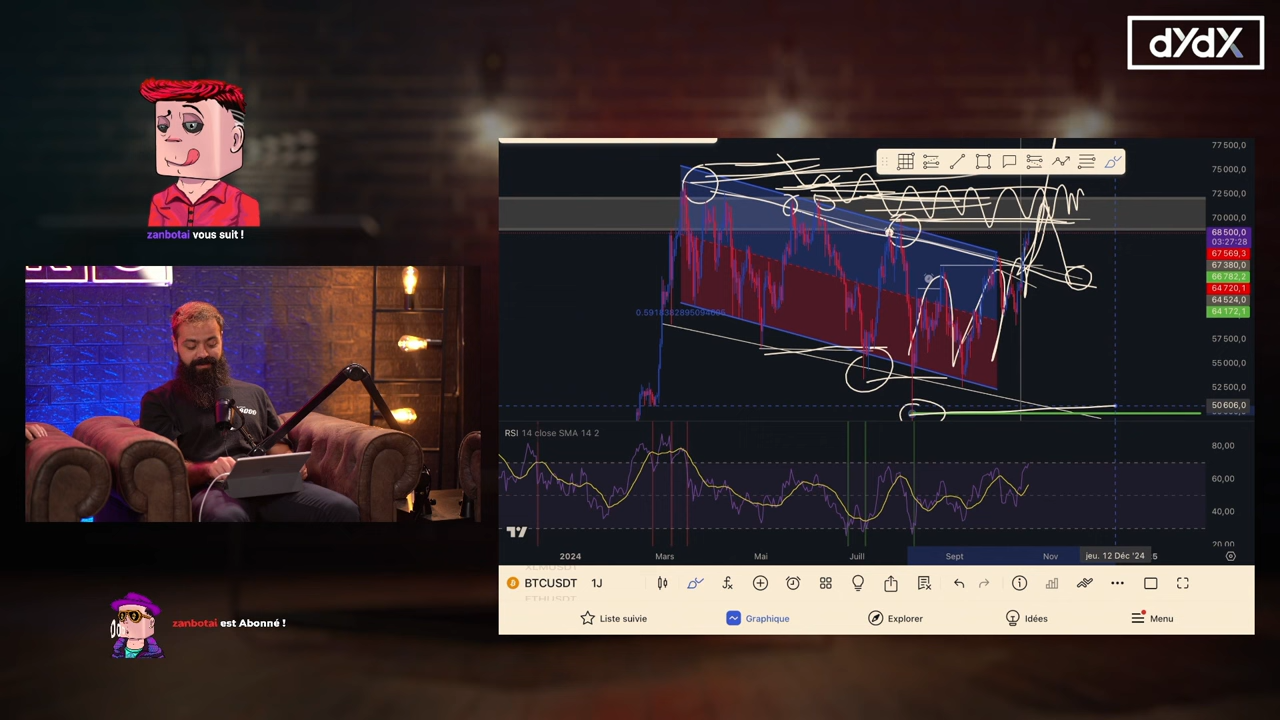 dYdX
zanbotai vous suit !
77 500,0
75 000,0
72 500,0
70 000,0
68 500,0
03:27:28
67 569,3
67 380,0
66 782,2
64 720,1
64 524,0
64 172,1
57 500,0
55 000,0
52 500,0
50 606,0
RSI 14 close SMA 14 2
80,00
60,00
40,00
20,00
2024
Mars
Mai
Juill
Sept
Nov
jeu. 12 Déc '24
5
BTCUSDT 1J
Liste suivie
Graphique
Explorer
Idées
Menu
zanbotai est Abonné !